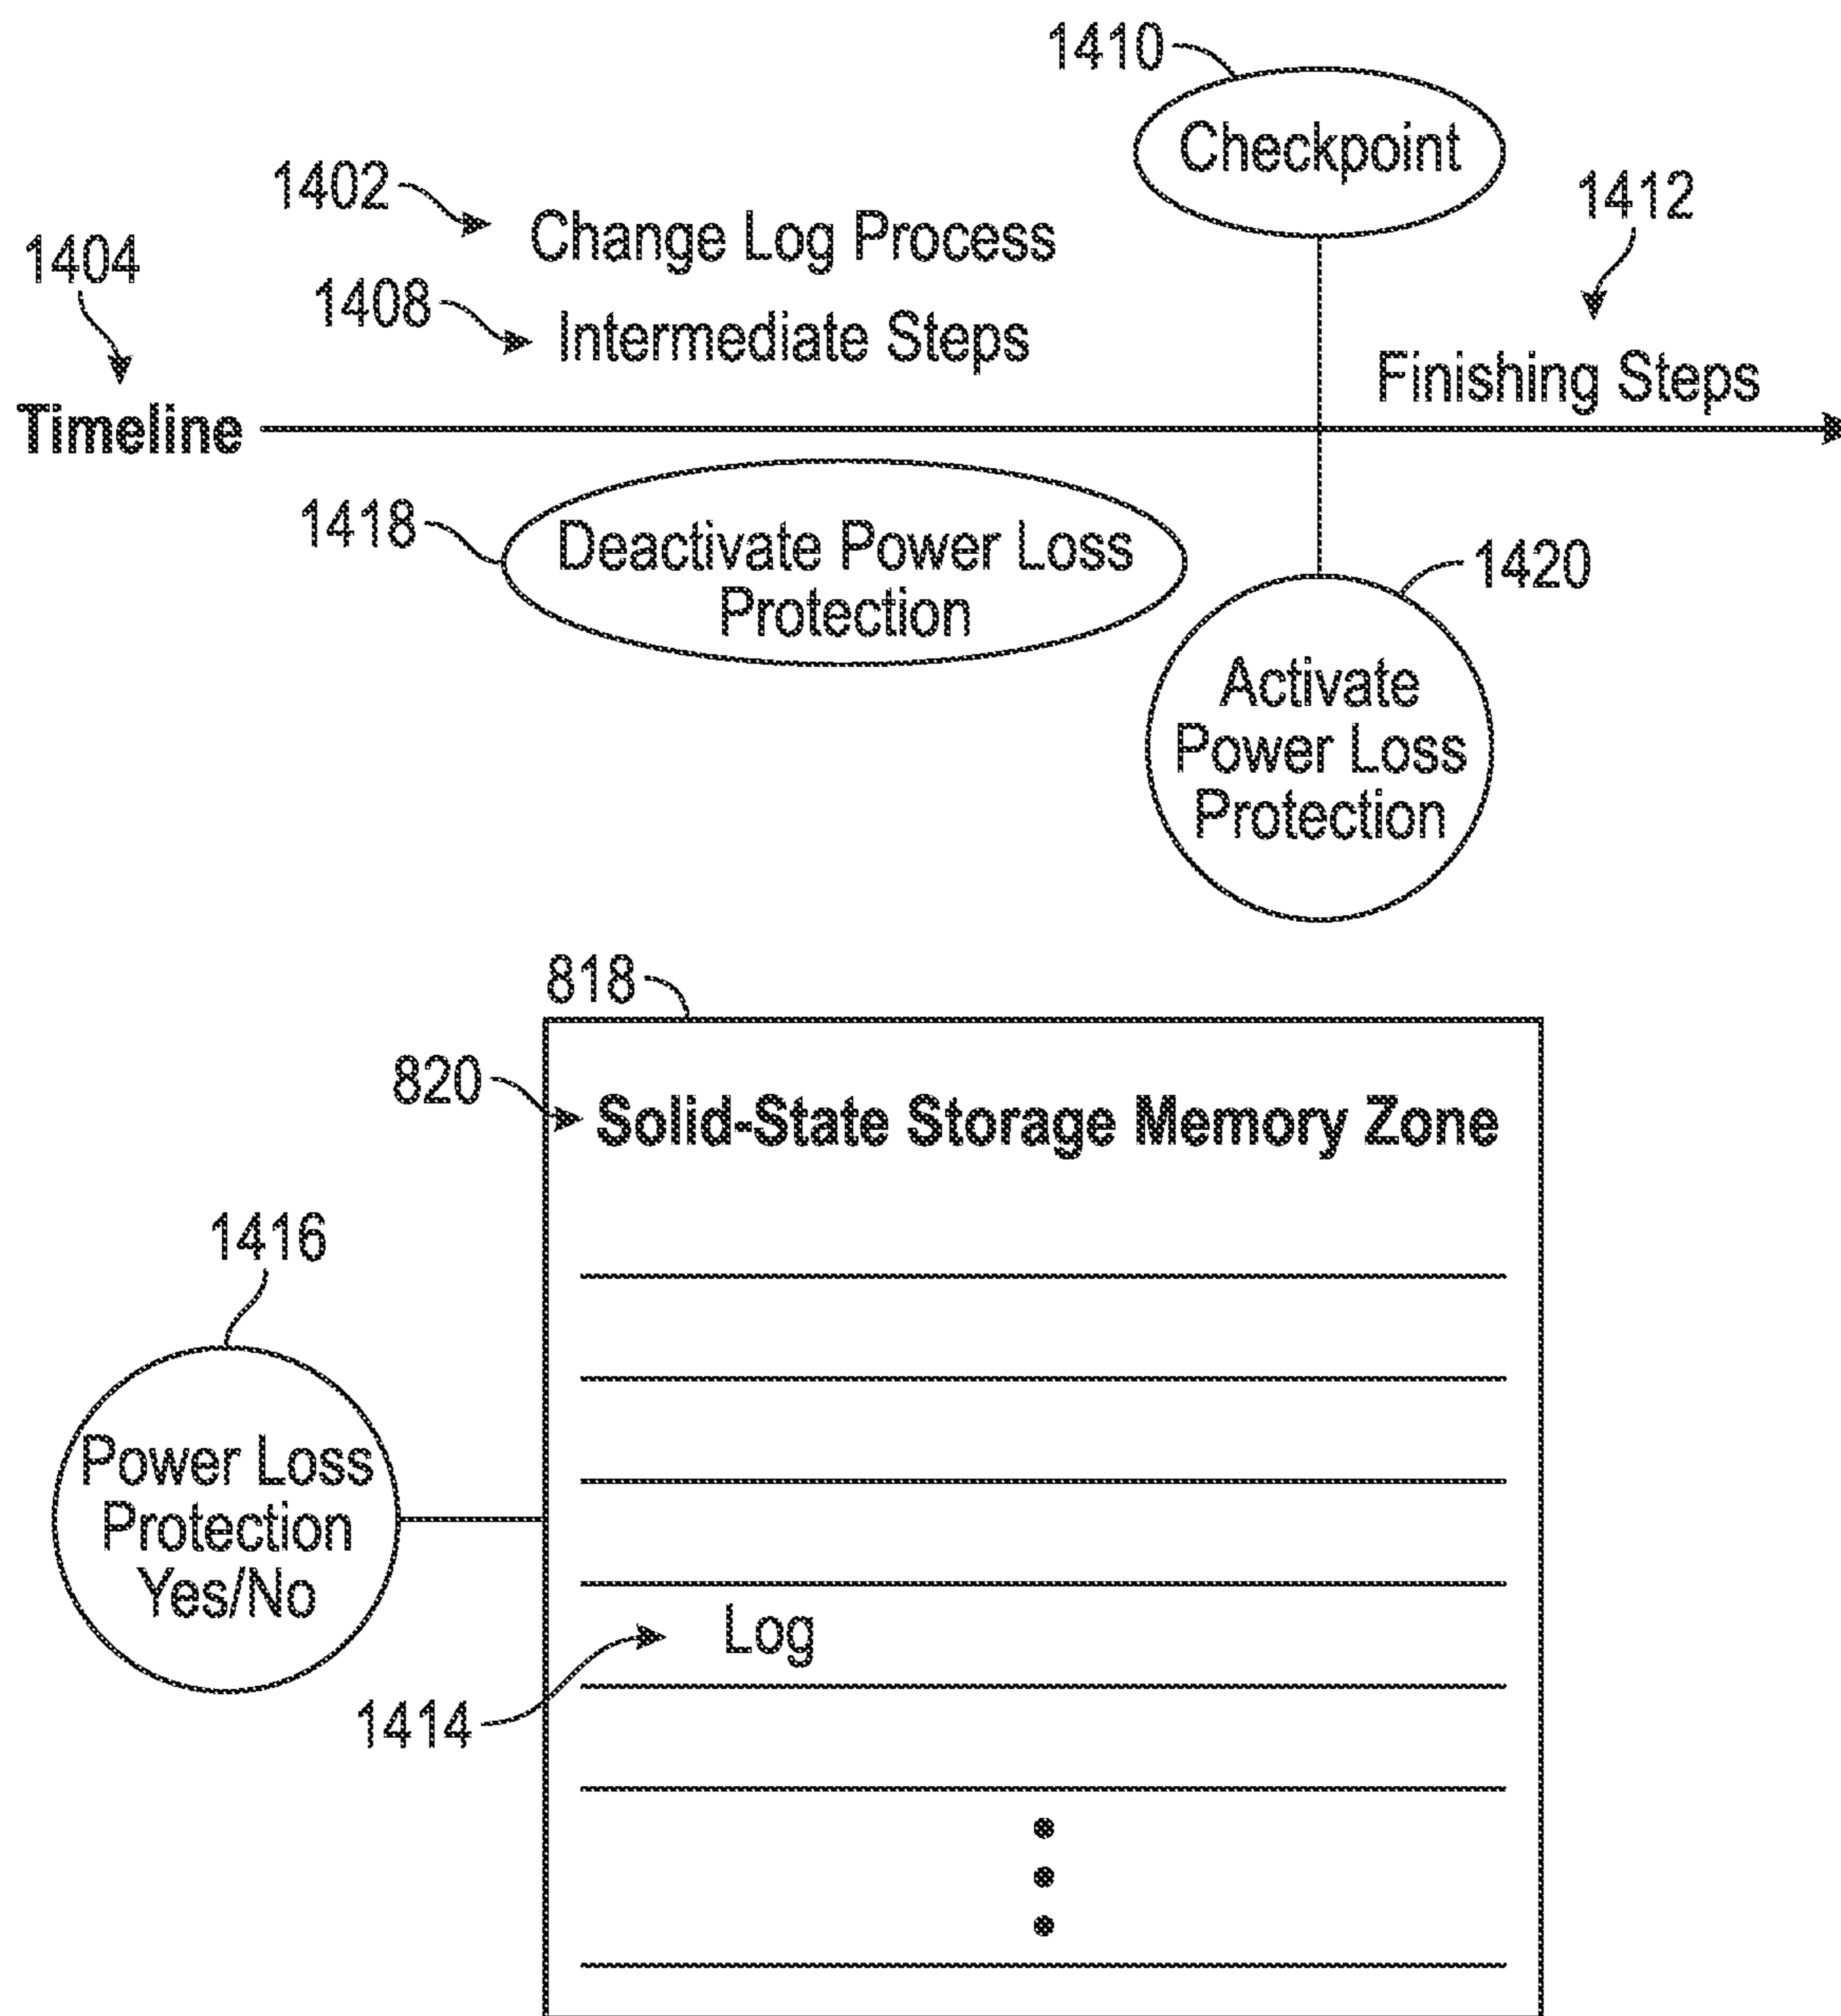 1410
Checkpoint
1402
Change Log Process
1412
1404
1408
Intermediate Steps
Finishing Steps
Timeline
1418
Deactivate Power Loss
Protection
1420
Activate
Power Loss
Protection
818
820
Solid-State Storage Memory Zone
1416
Power Loss
Protection
Yes/No
Log
1414